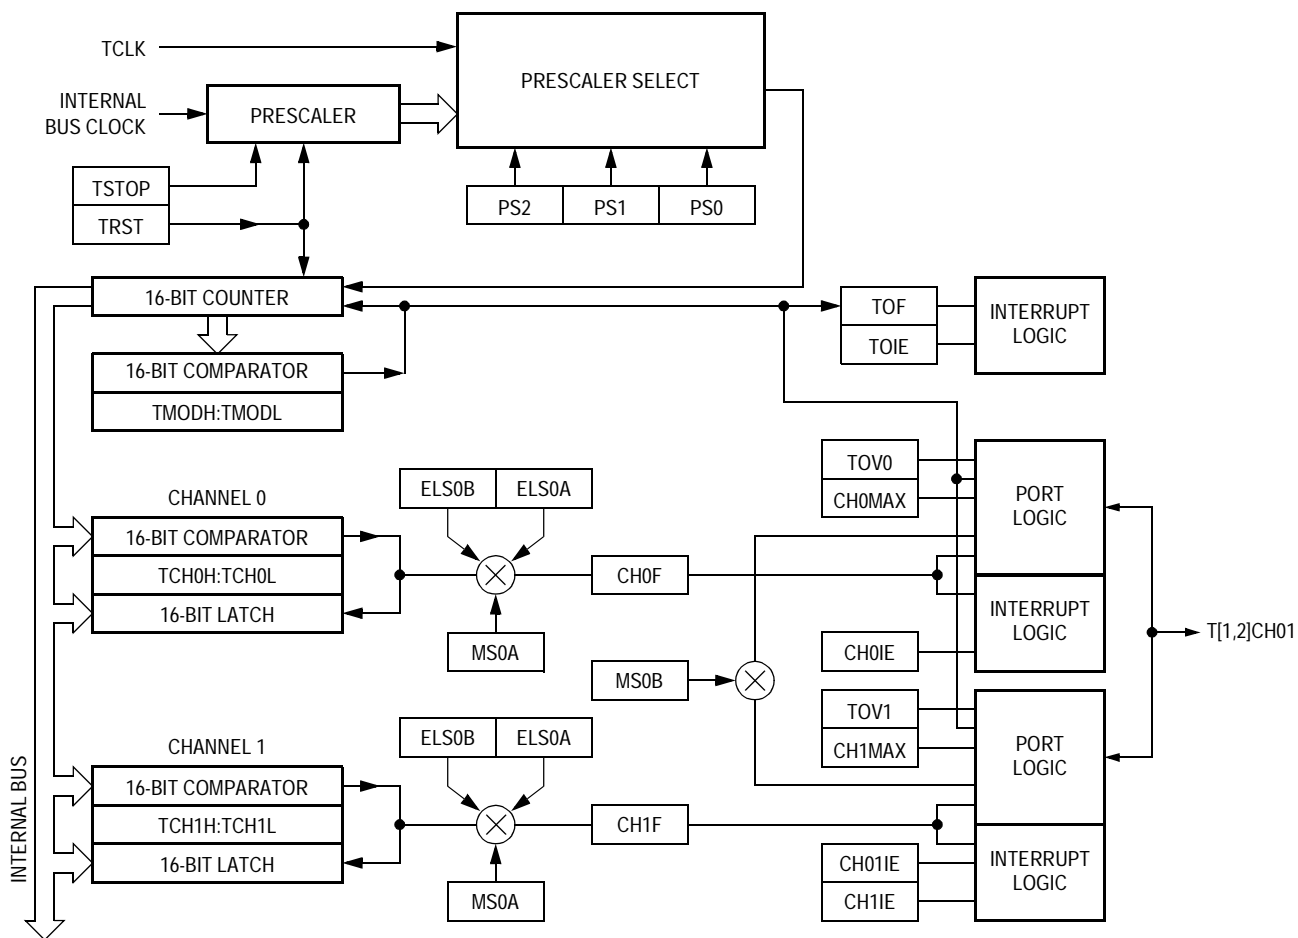 TCLK
PRESCALER SELECT
INTERNAL
BUS CLOCK
PRESCALER
TSTOP
TRST
PS2
PS1
PS0
16-BIT COUNTER
16-BIT COMPARATOR
TMODH:TMODL
TOF
TOIE
INTERRUPT
LOGIC
CHANNEL 0
16-BIT COMPARATOR
TCH0H:TCH0L
16-BIT LATCH
ELS0B
ELS0A
MS0A
CH0F
TOV0
CH0MAX
PORT
LOGIC
INTERRUPT
LOGIC
CH0IE
MS0B
T[1,2]CH01
CHANNEL 1
16-BIT COMPARATOR
TCH1H:TCH1L
16-BIT LATCH
ELS0B
ELS0A
MS0A
CH1F
TOV1
CH1MAX
PORT
LOGIC
INTERRUPT
LOGIC
CH01IE
CH1IE
INTERNAL BUS